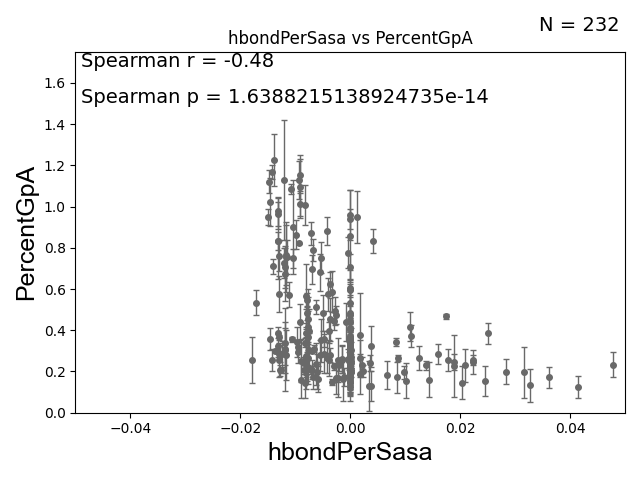 N = 232
hbondPerSasa vs PercentGpA
Spearman r = -0.48
Spearman p = 1.6388215138924735e-14
PercentGpA
1.6
1.4
1.2
1.0
0.8
0.6
0.4
0.2
0.0
−0.04 −0.02 0.00 0.02 0.04
hbondPerSasa